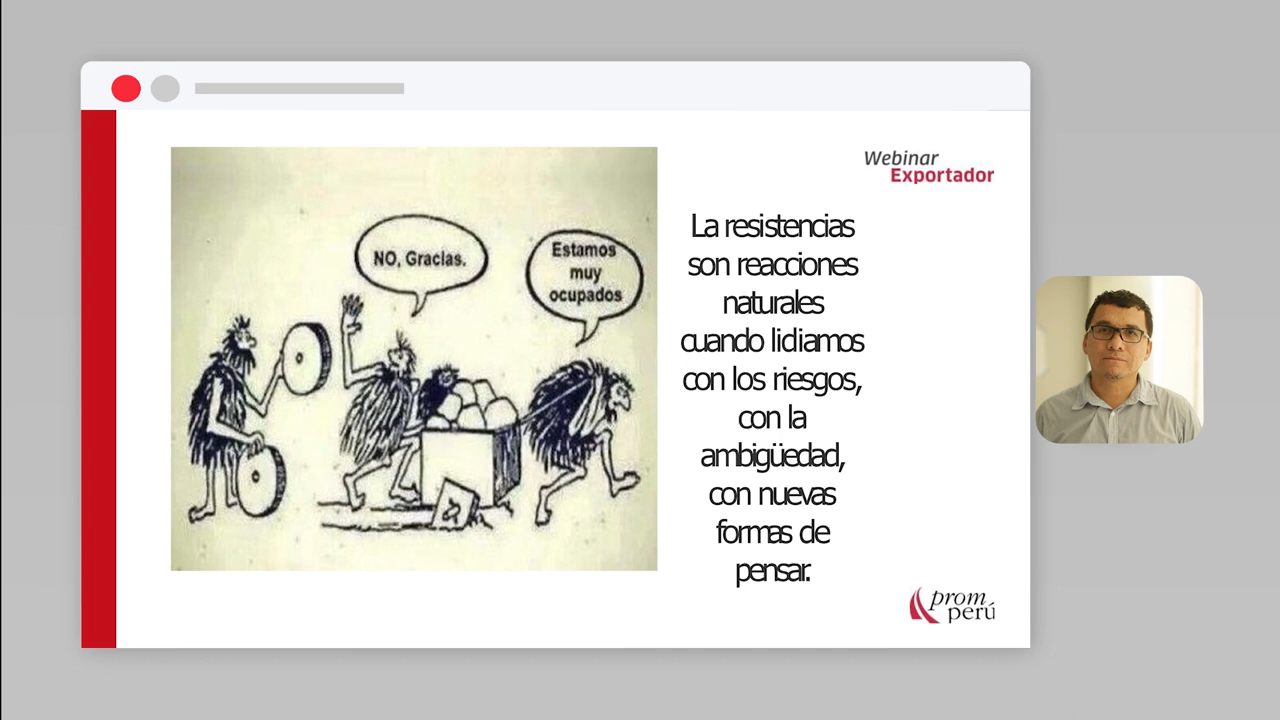 Webinar
Exportador
NO, Gracias.
Estamos
muy
ocupados
La resistencias
son reacciones
naturales
cuando lidiamos
con los riesgos,
con la
ambigüedad,
con nuevas
formas de
pensar.
prom
perú